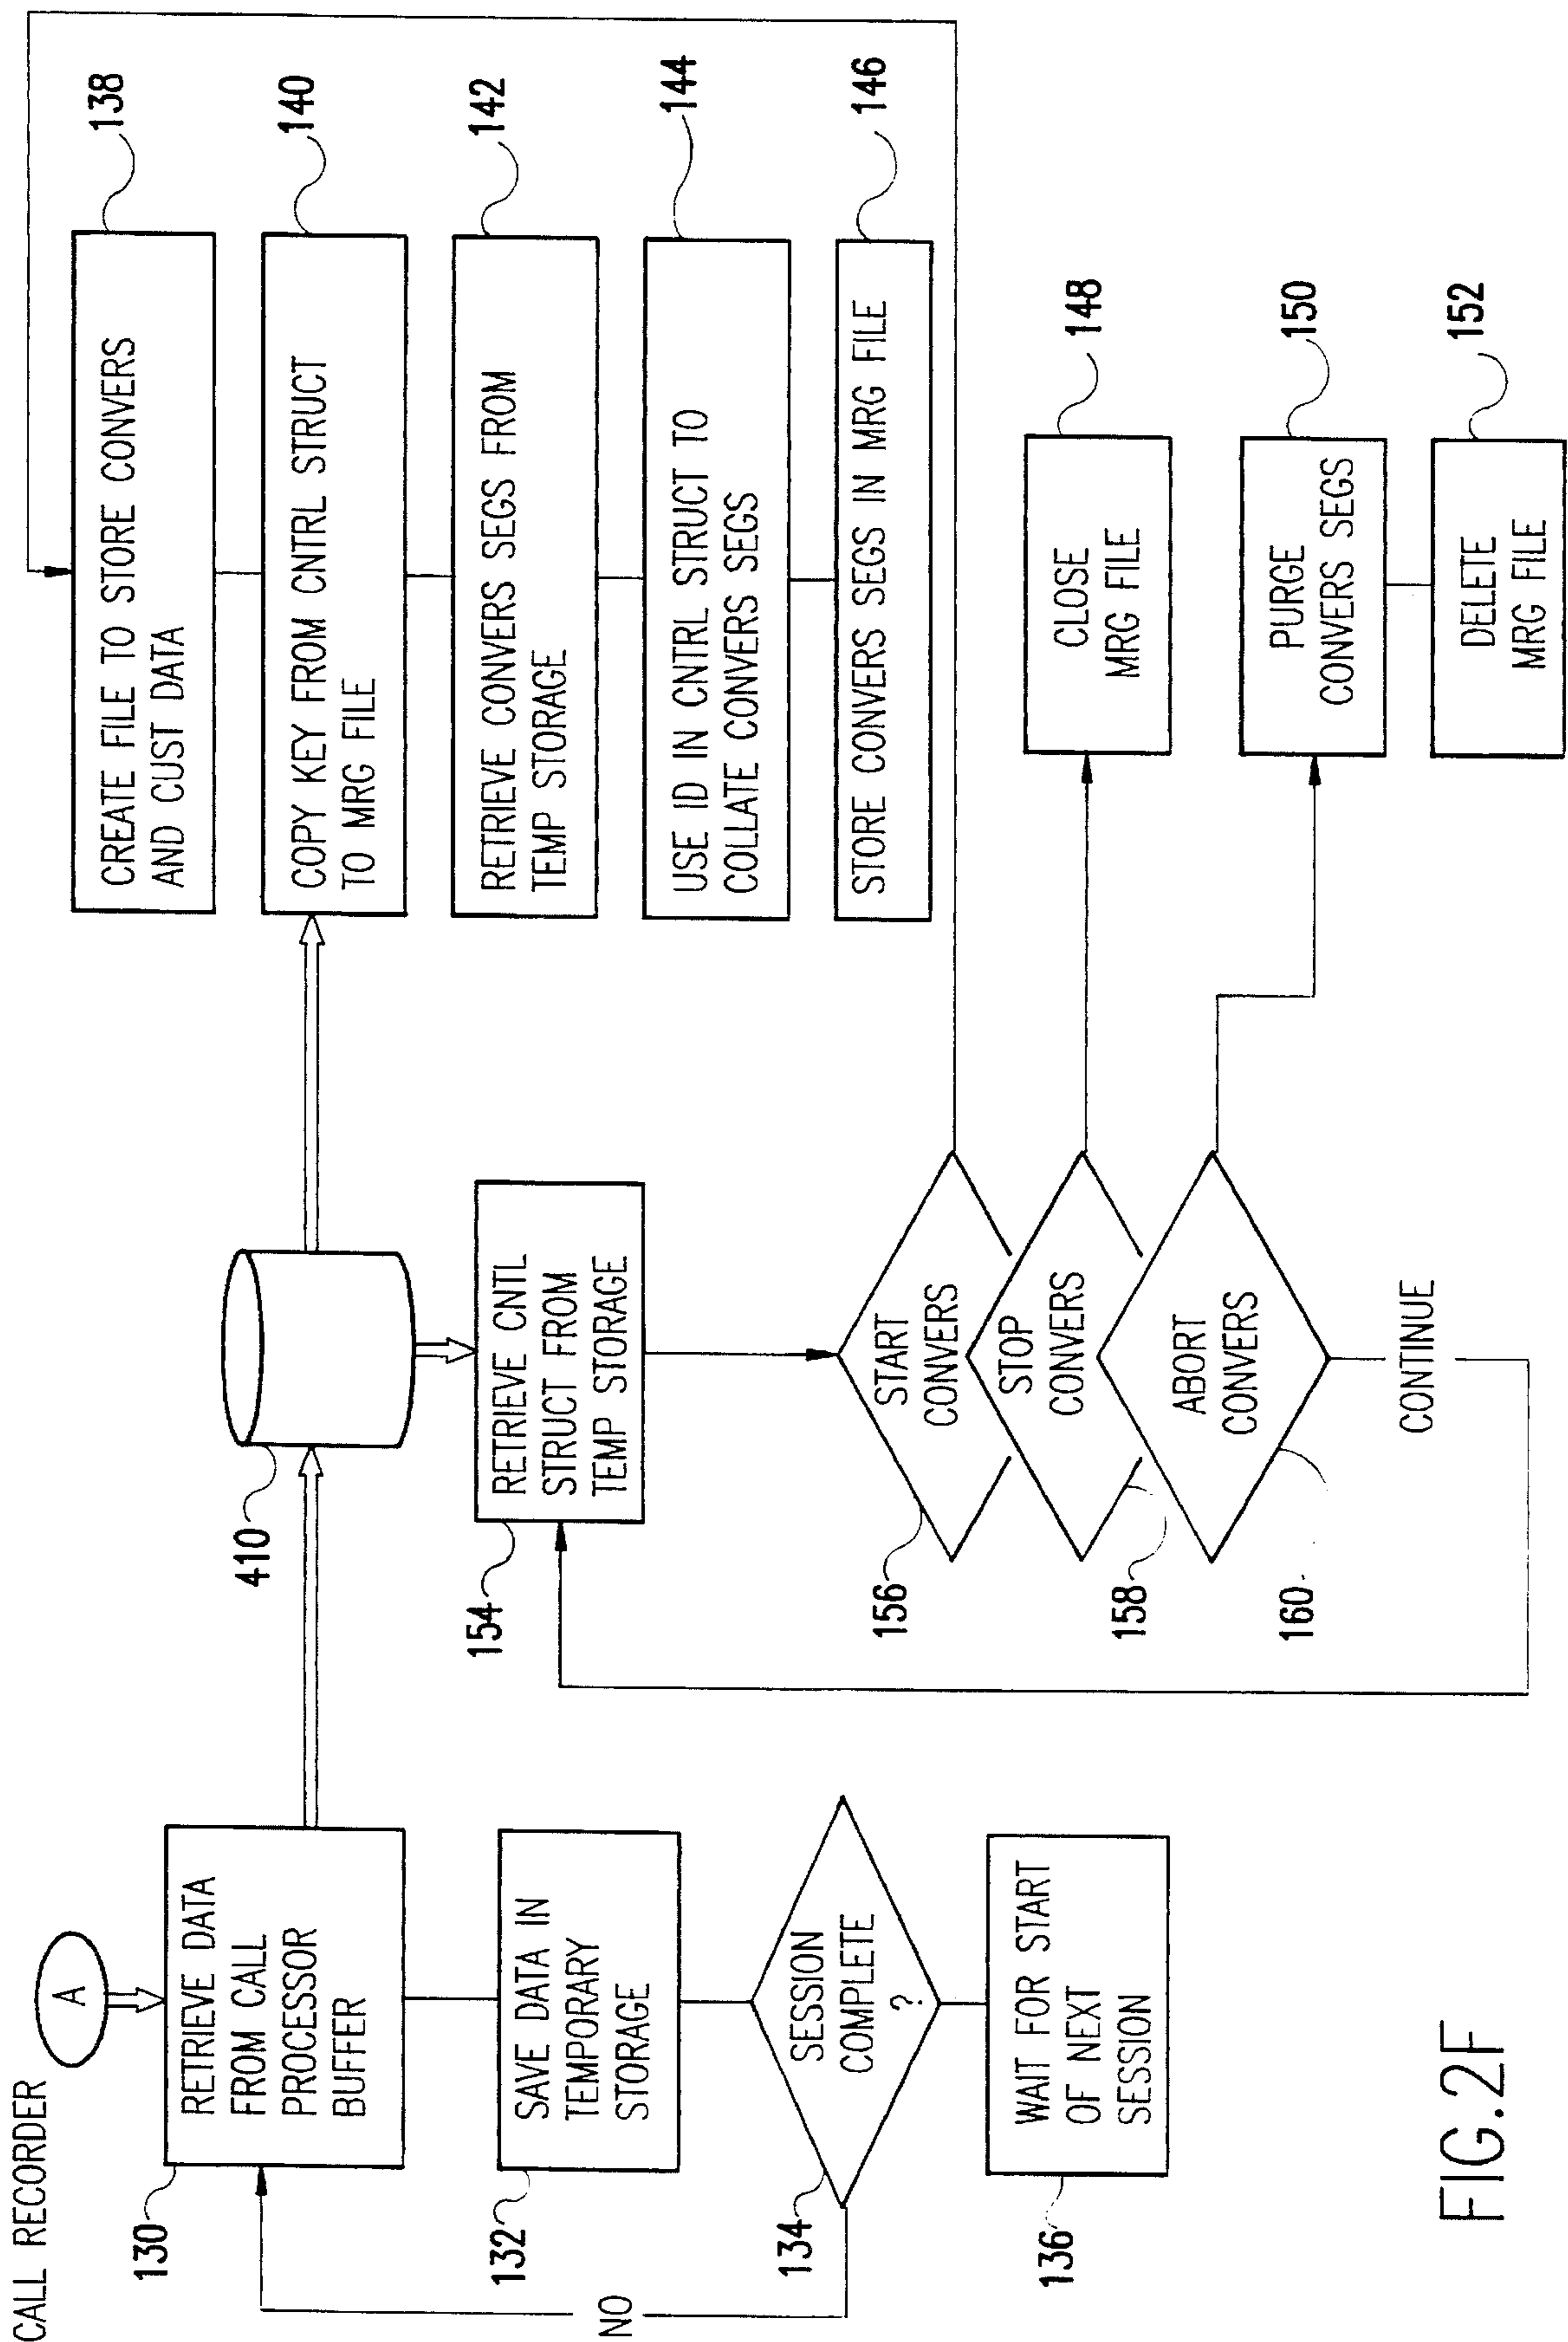 CALL RECORDER
A
130
RETRIEVE DATA
FROM CALL
PROCESSOR
BUFFER
132
SAVE DATA IN
TEMPORARY
STORAGE
134
SESSION
COMPLETE
?
NO
136
WAIT FOR START
OF NEXT
SESSION
410
154
RETRIEVE CNTL
STRUCT FROM
TEMP STORAGE
156
START
CONVERS
158
STOP
CONVERS
160
ABORT
CONVERS
CONTINUE
138
CREATE FILE TO STORE CONVERS
AND CUST DATA
140
COPY KEY FROM CNTRL STRUCT
TO MRG FILE
142
RETRIEVE CONVERS SEGS FROM
TEMP STORAGE
144
USE ID IN CNTRL STRUCT TO
COLLATE CONVERS SEGS
146
STORE CONVERS SEGS IN MRG FILE
148
CLOSE
MRG FILE
150
PURGE
CONVERS SEGS
152
DELETE
MRG FILE
FIG.2F